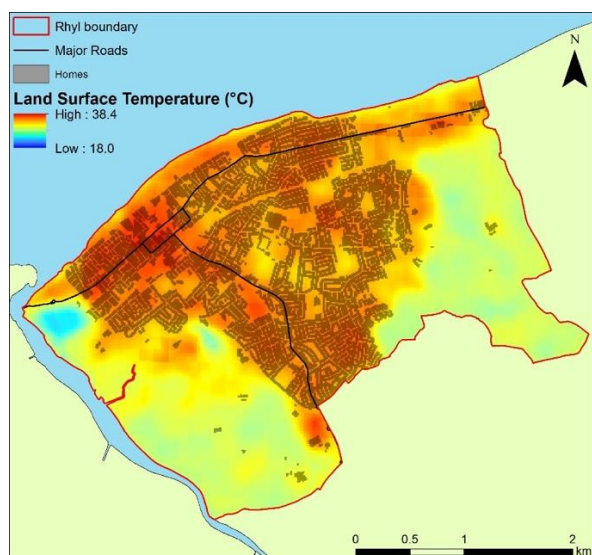 Rhyl boundary
Major Roads
Homes
Land Surface Temperature (°C)
High : 38.4
Low : 18.0
N
0 0.5 1 2
km